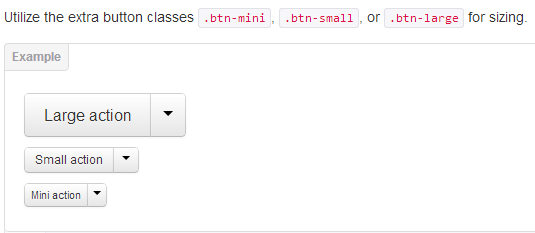 Utilize the extra button classes .btn-mini , .btn-small , or .btn-large for sizing.
Example
Large action
Small action
Mini action